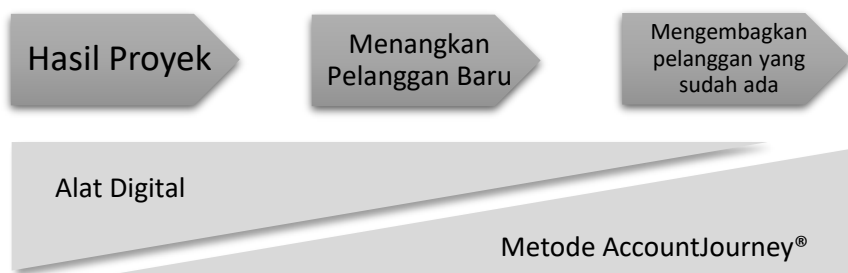 Hasil Proyek
Menangkan
Pelanggan Baru
Mengembagkan
pelanggan yang
sudah ada
Alat Digital
Metode AccountJourney®